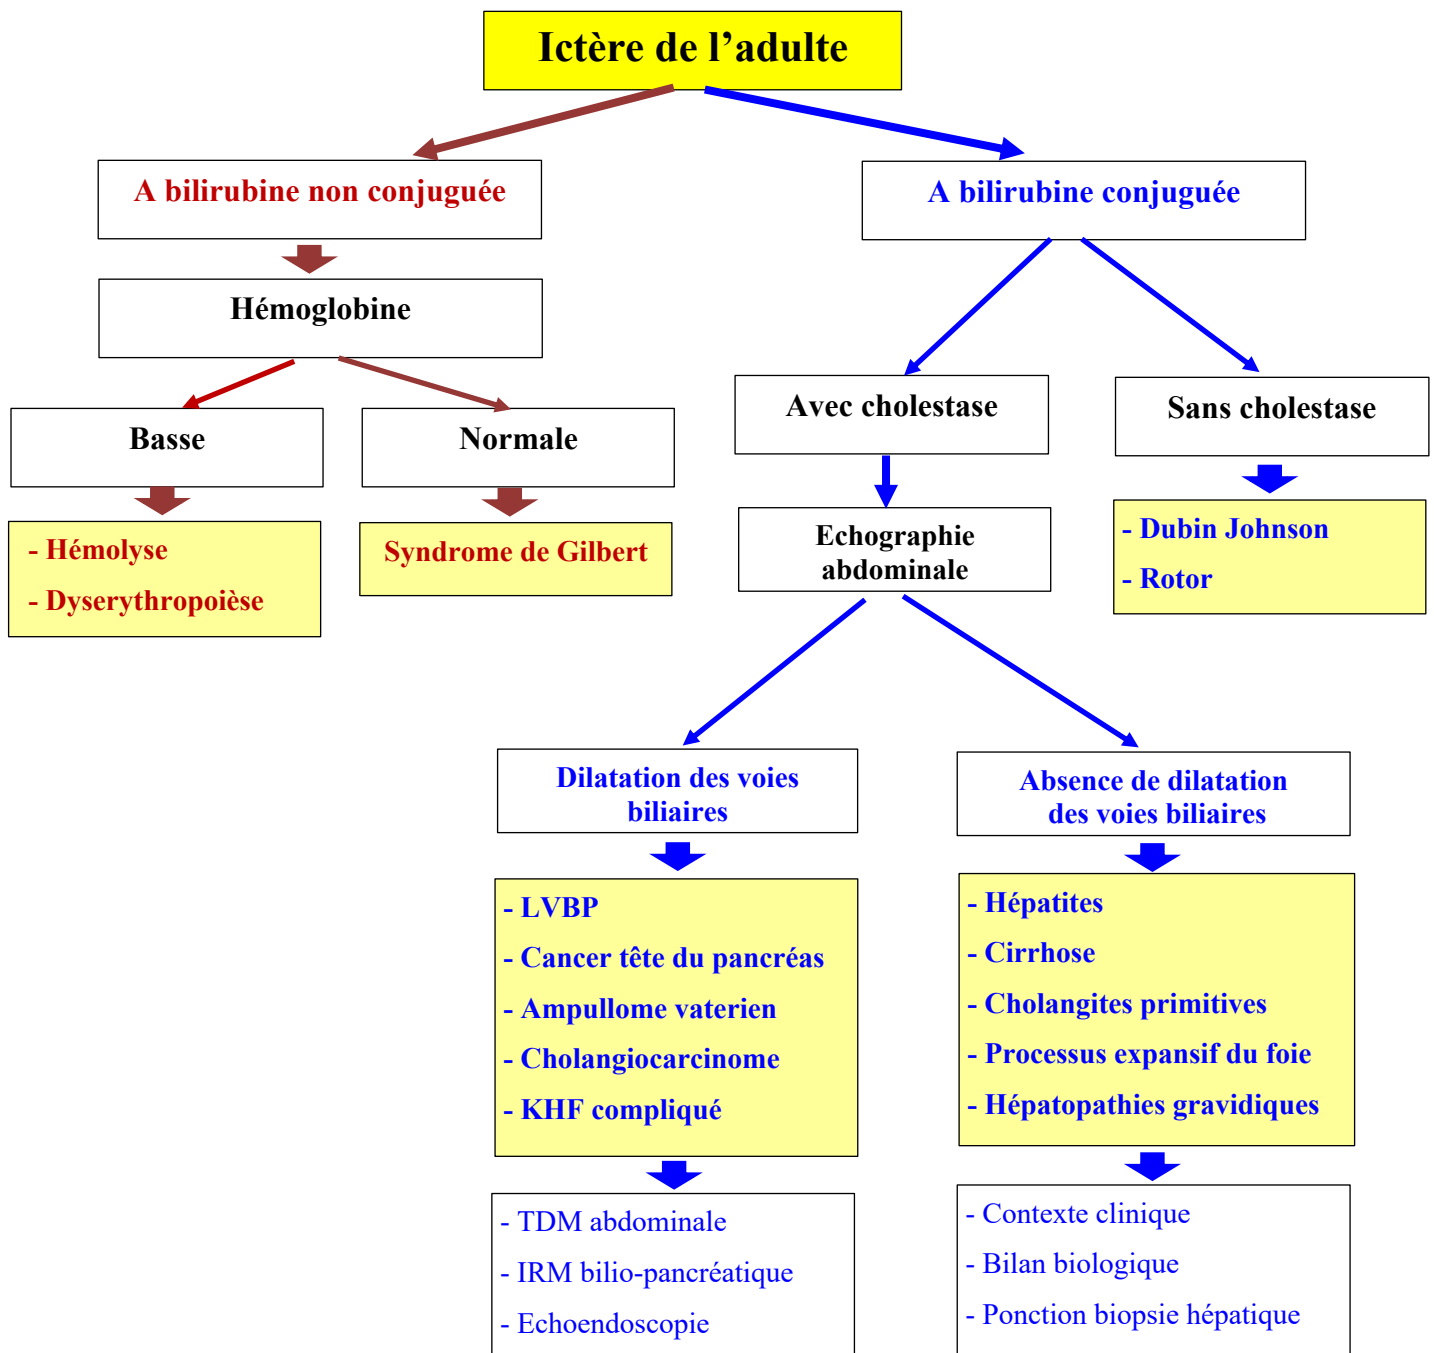 Ictère de l’adulte
A bilirubine non conjuguée
A bilirubine conjuguée
Hémoglobine
Avec cholestase
Sans cholestase
Basse
Normale
- Hémolyse
- Dyserythropoièse
Syndrome de Gilbert
Echographie
abdominale
- Dubin Johnson
- Rotor
Dilatation des voies
biliaires
Absence de dilatation
des voies biliaires
- LVBP
- Cancer tête du pancréas
- Ampullome vaterien
- Cholangiocarcinome
- KHF compliqué
- Hépatites
- Cirrhose
- Cholangites primitives
- Processus expansif du foie
- Hépatopathies gravidiques
- TDM abdominale
- IRM bilio-pancréatique
- Echoendoscopie
- Contexte clinique
- Bilan biologique
- Ponction biopsie hépatique